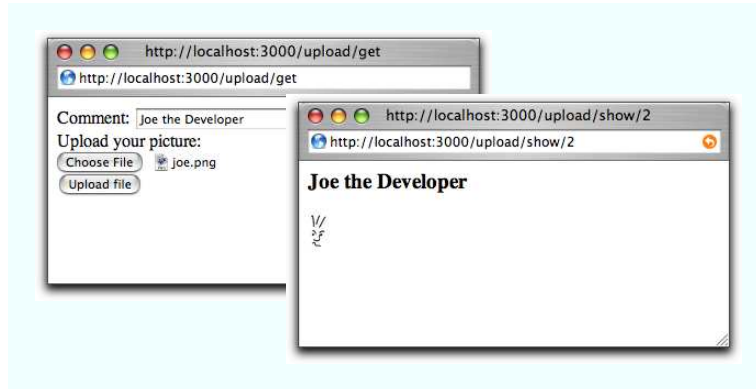 http://localhost:3000/upload/get
http://localhost:3000/upload/get
Comment: Joe the Developer
Upload your picture:
Choose File joe.png
Upload file
http://localhost:3000/upload/show/2
http://localhost:3000/upload/show/2
Joe the Developer